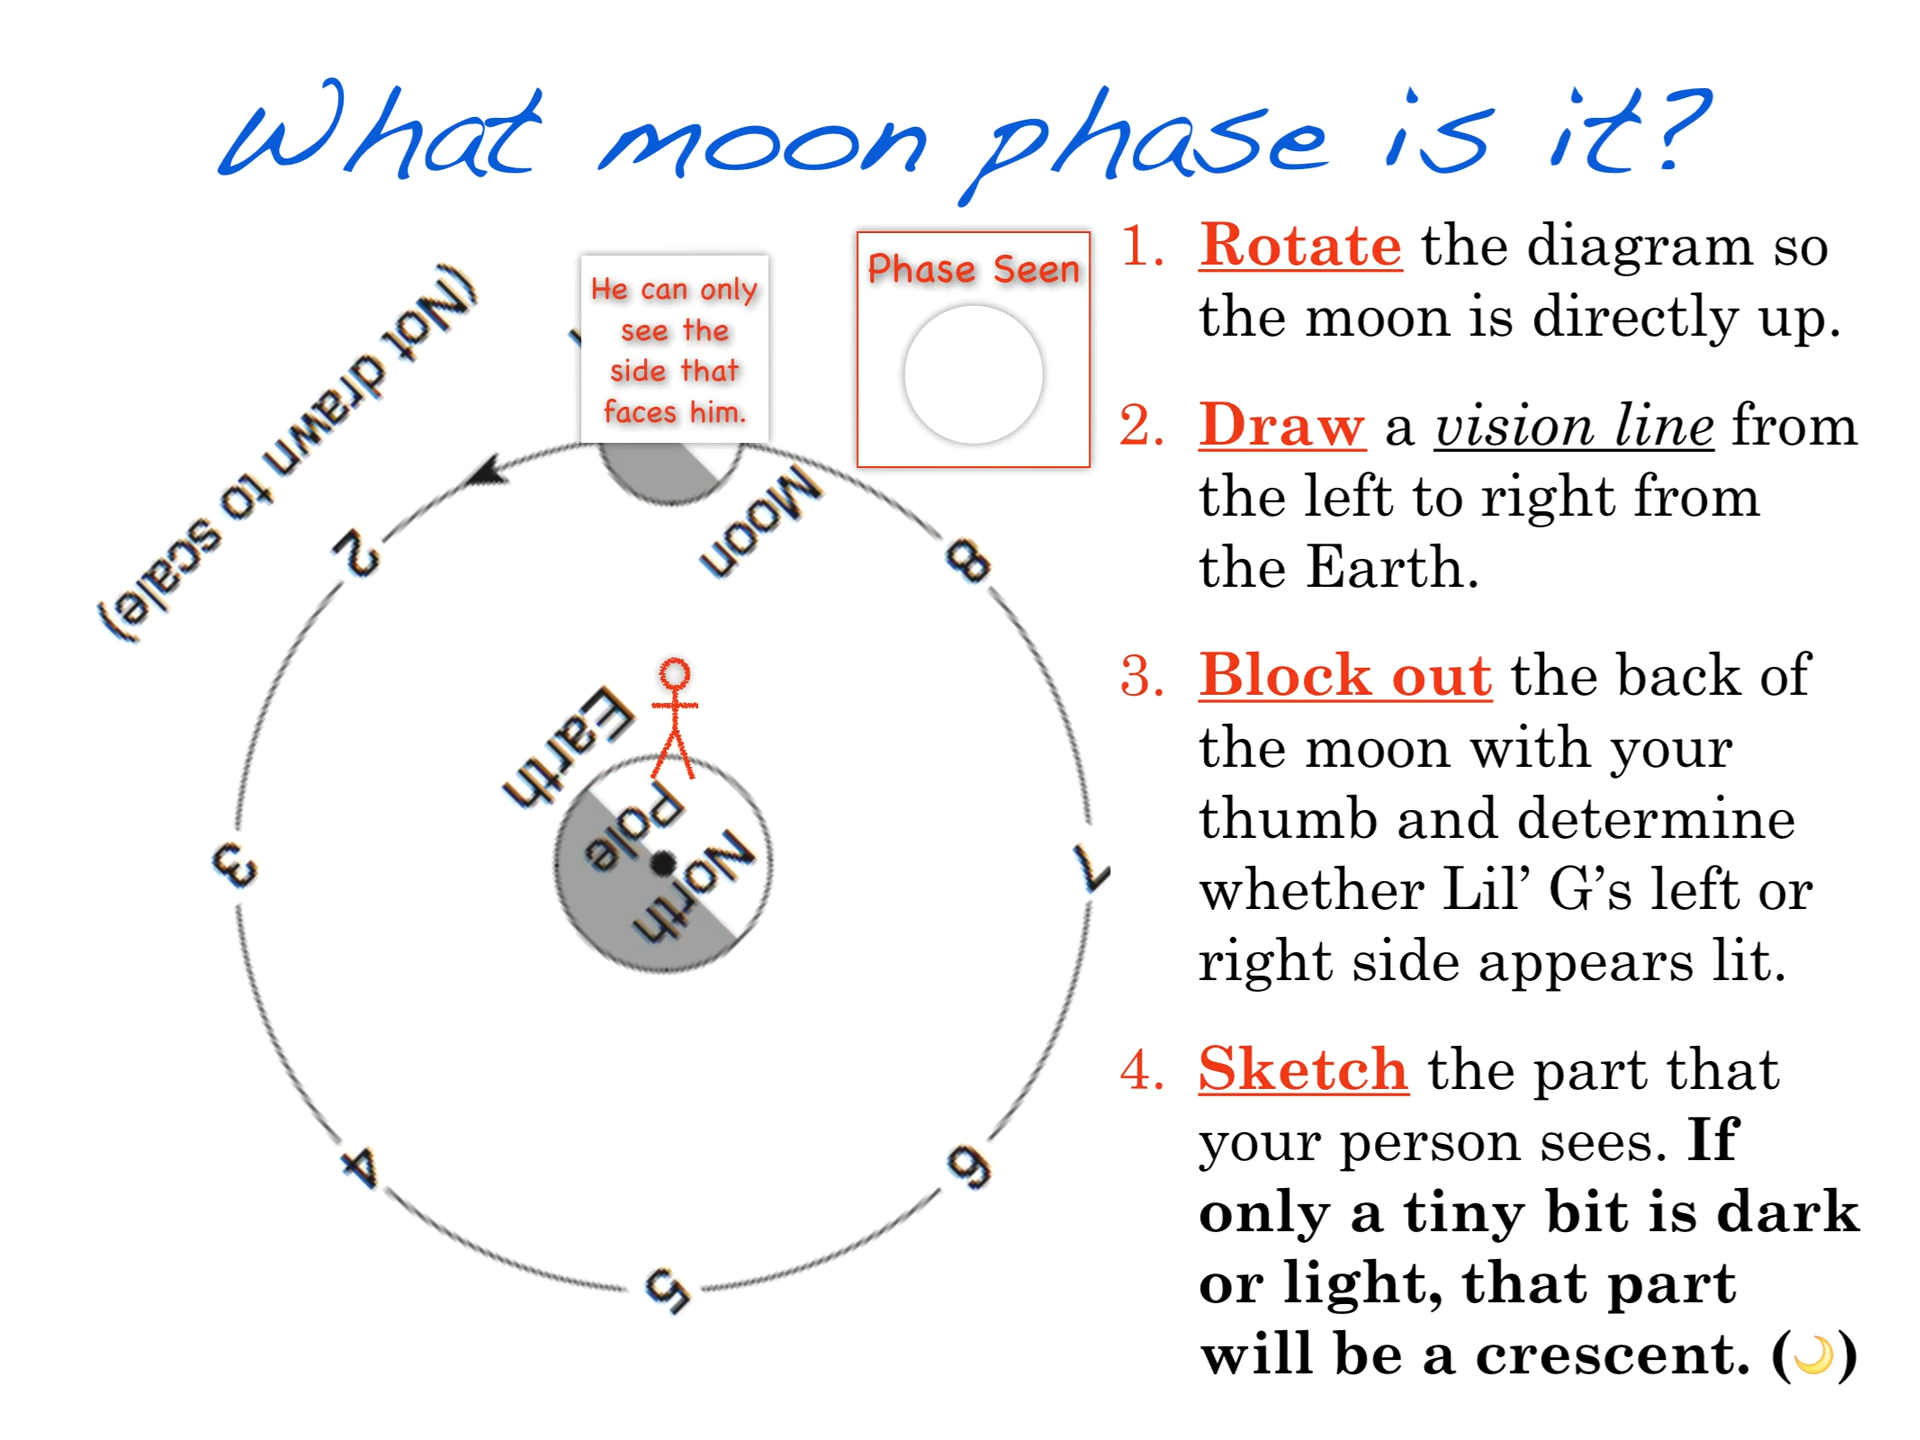 What moon phase is it?
(Not drawn to scale)
He can only
see the
side that
faces him.
Phase Seen
Moon
2
8
Earth
North
Pole
3
7
4
6
5
1. Rotate the diagram so
the moon is directly up.
2. Draw a vision line from
the left to right from
the Earth.
3. Block out the back of
the moon with your
thumb and determine
whether Lil’ G’s left or
right side appears lit.
4. Sketch the part that
your person sees. If
only a tiny bit is dark
or light, that part
will be a crescent. (🌙)